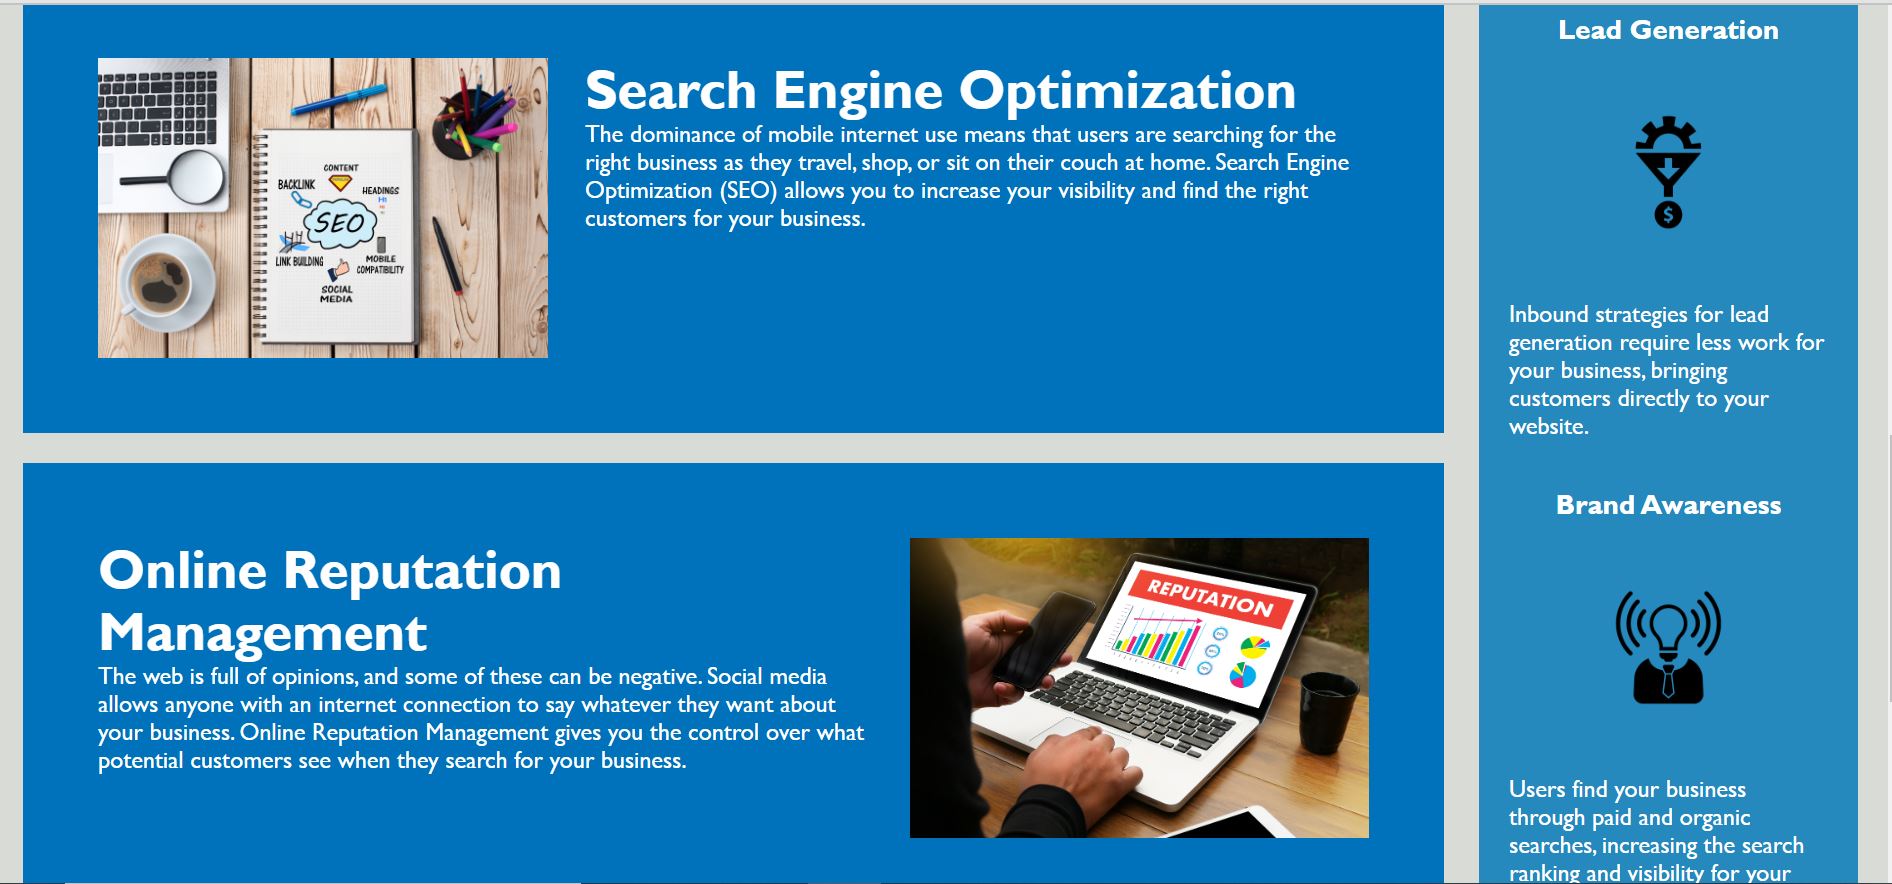 Search Engine Optimization
The dominance of mobile internet use means that users are searching for the
right business as they travel, shop, or sit on their couch at home. Search Engine
Optimization (SEO) allows you to increase your visibility and find the right
customers for your business.
CONTENT
BACKLINK
HEADINGS
H1
SEO
LINK BUILDING
MOBILE
COMPATIBILITY
SOCIAL
MEDIA
Online Reputation
Management
The web is full of opinions, and some of these can be negative. Social media
allows anyone with an internet connection to say whatever they want about
your business. Online Reputation Management gives you the control over what
potential customers see when they search for your business.
REPUTATION
Lead Generation
$
Inbound strategies for lead
generation require less work for
your business, bringing
customers directly to your
website.
Brand Awareness
Users find your business
through paid and organic
searches, increasing the search
ranking and visibility for your